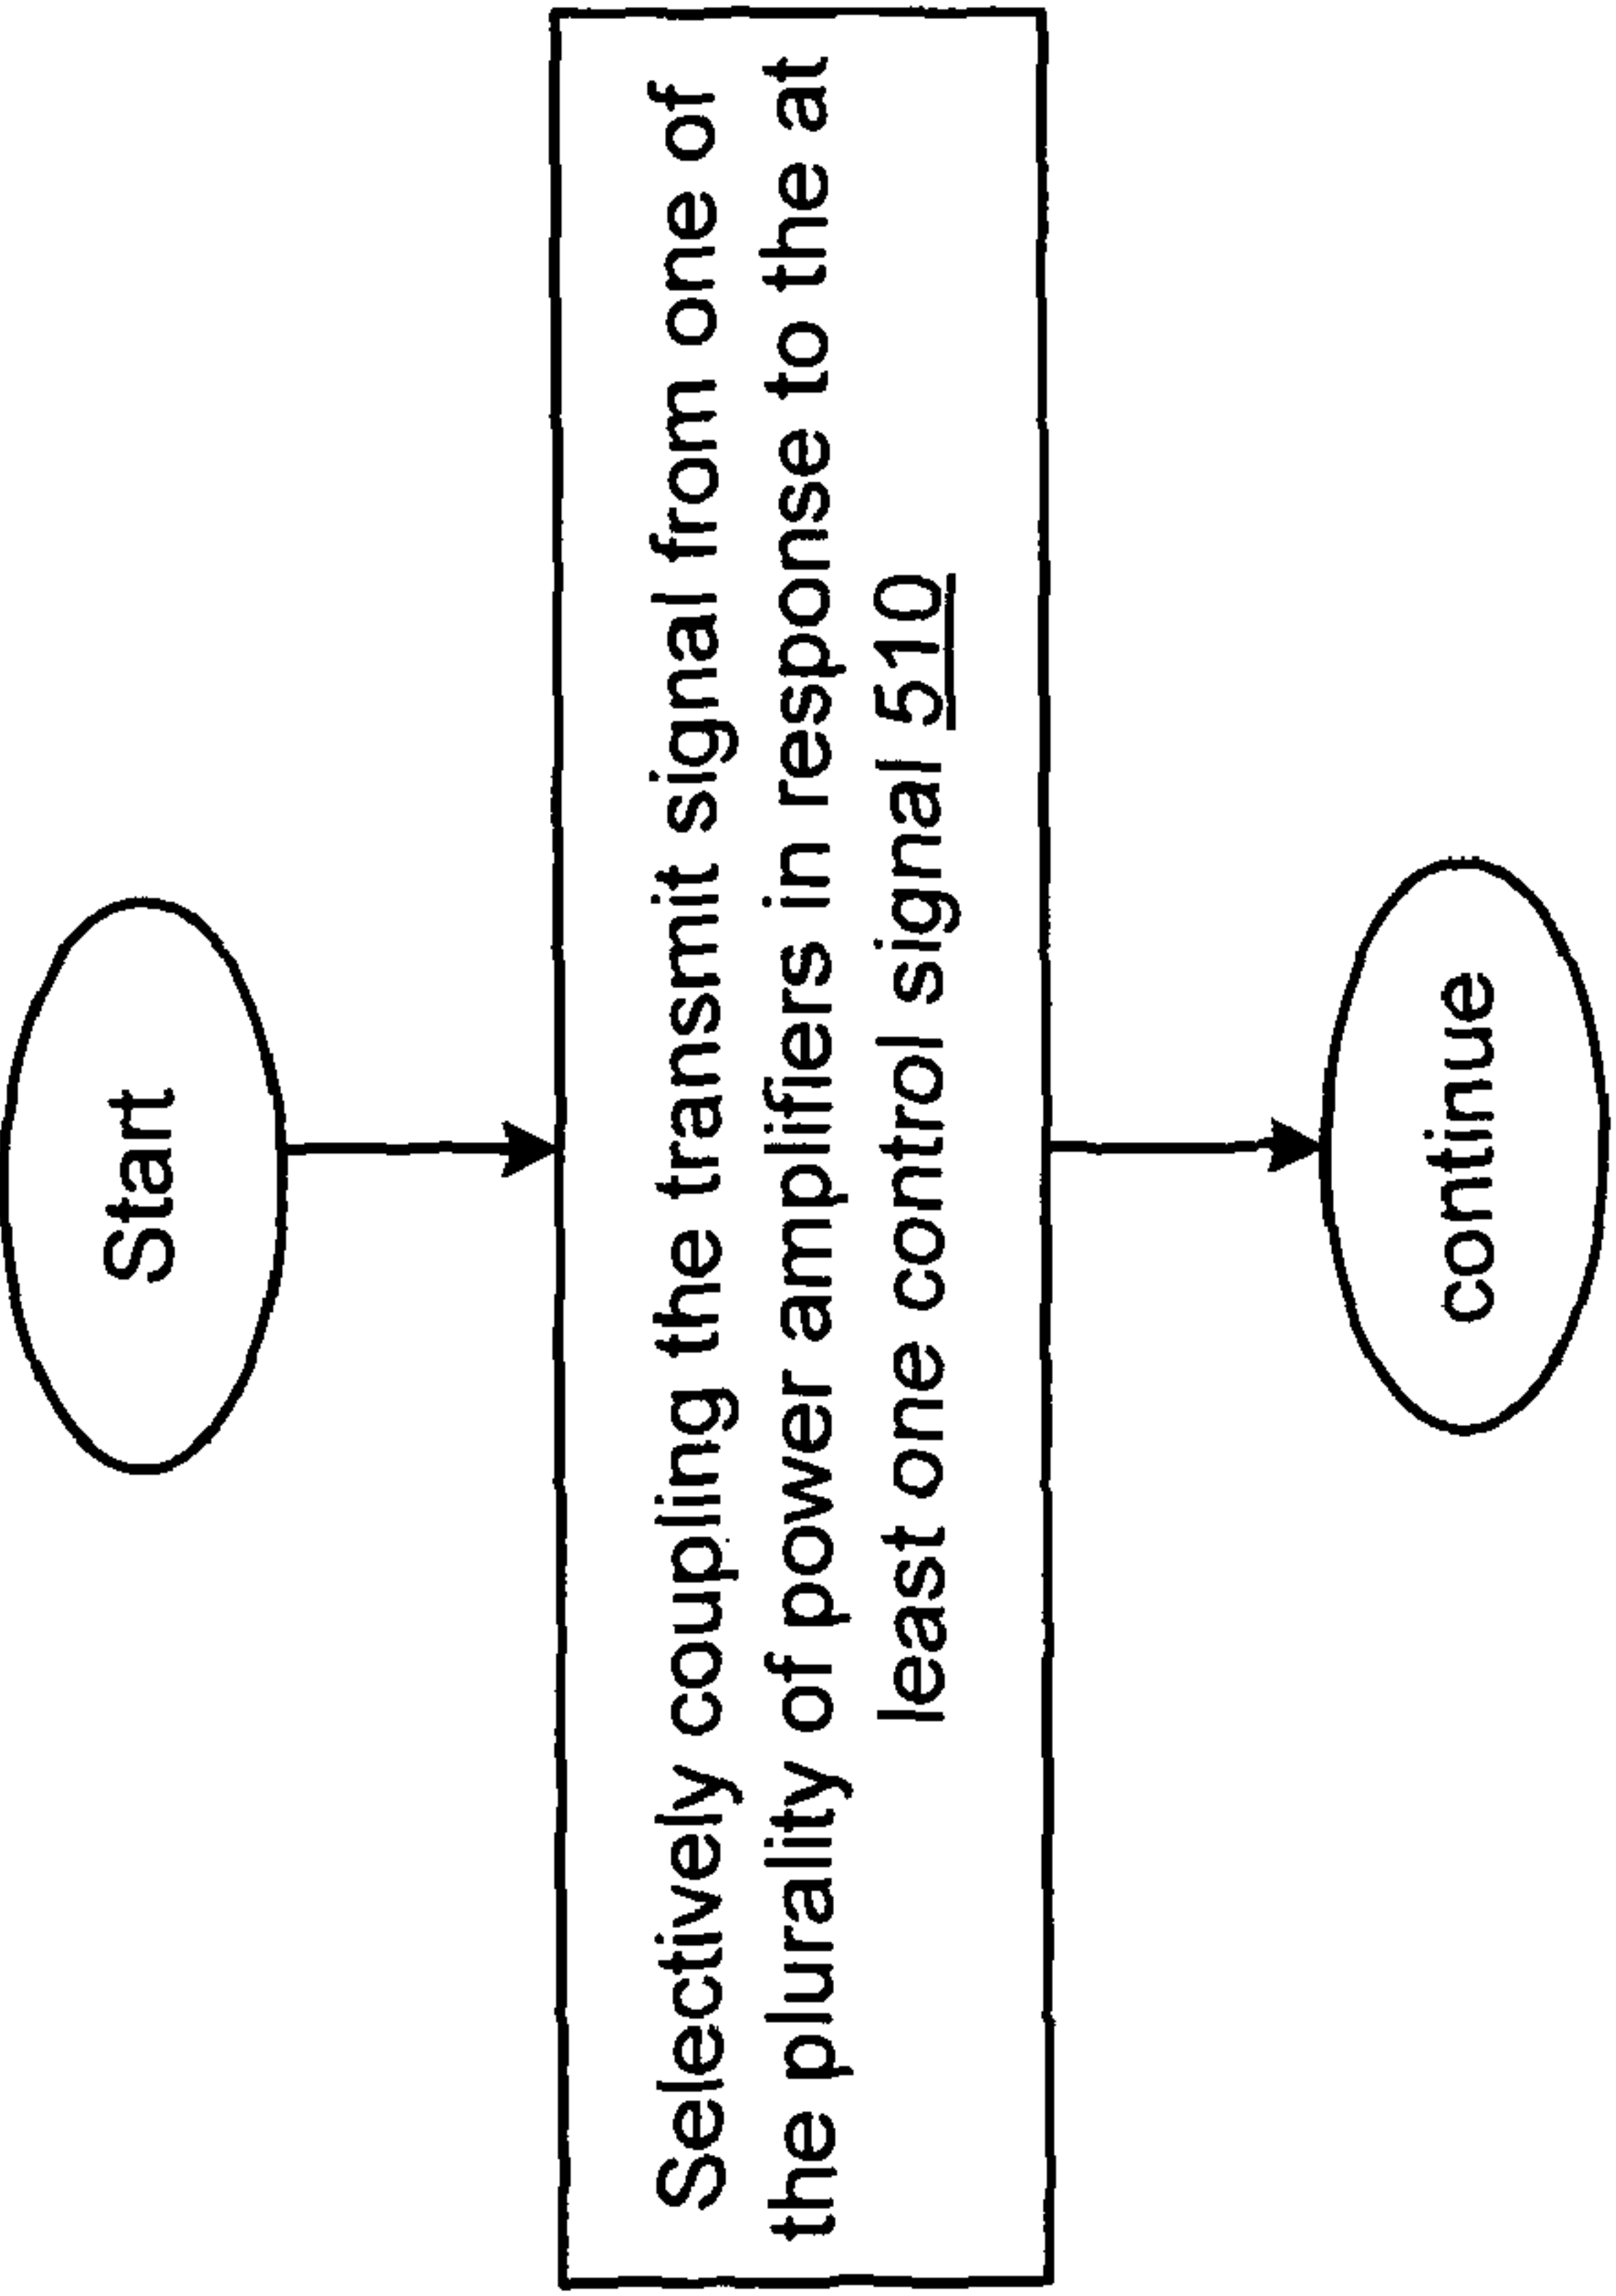 Start
Selectively coupling the transmit signal from one of
the plurality of power amplifiers in response to the at
least one control signal 510
continue